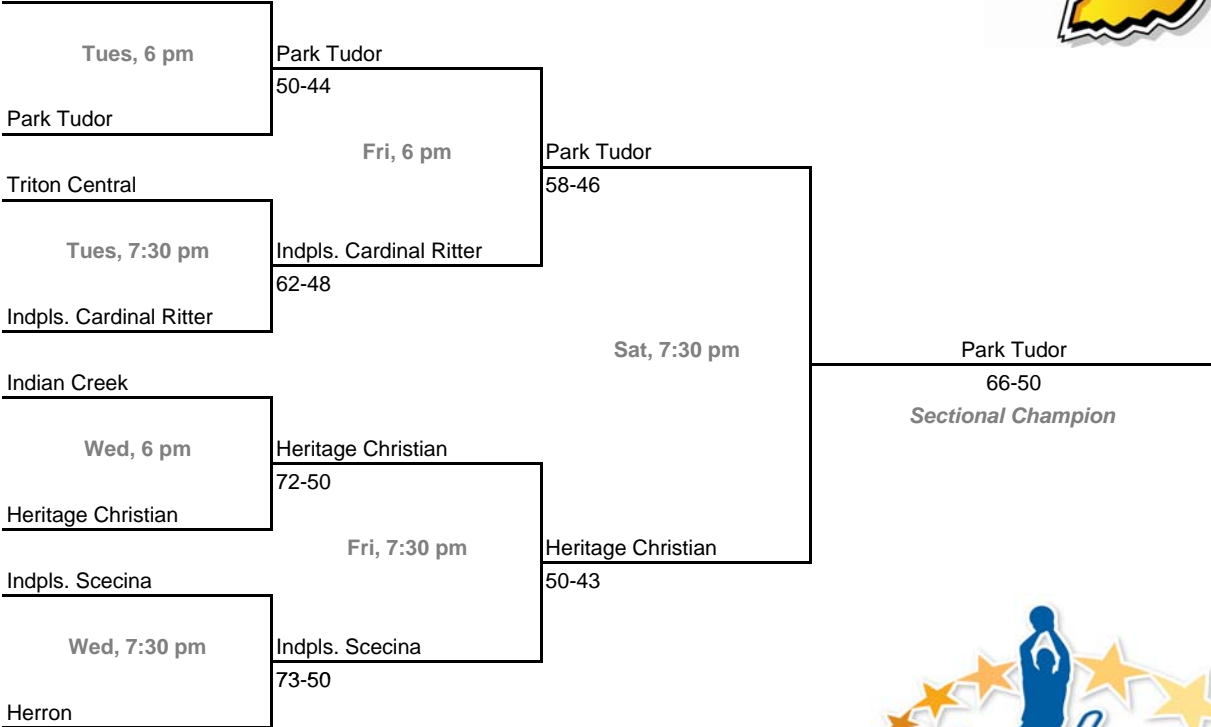 Tues, 6 pm
Park Tudor
50-44
Park Tudor
Fri, 6 pm
Park Tudor
58-46
Triton Central
Tues, 7:30 pm
Indpls. Cardinal Ritter
62-48
Indpls. Cardinal Ritter
Sat, 7:30 pm
Park Tudor
66-50
Sectional Champion
Indian Creek
Wed, 6 pm
Heritage Christian
72-50
Heritage Christian
Fri, 7:30 pm
Heritage Christian
50-43
Indpls. Scecina
Wed, 7:30 pm
Indpls. Scecina
73-50
Herron